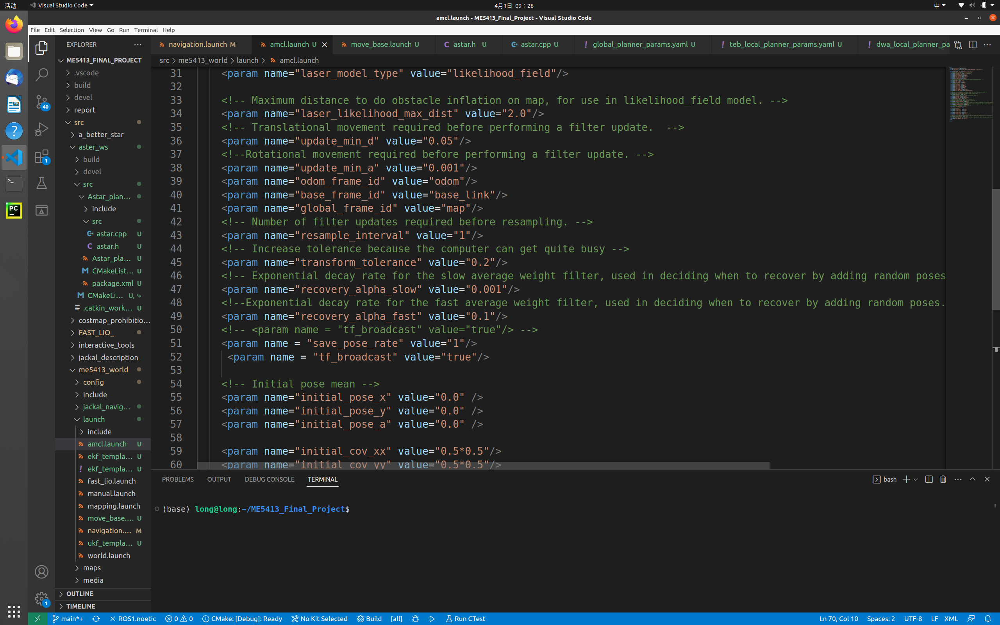 活动
Visual Studio Code
4月1日 09：28
中
amcl.launch - ME5413_Final_Project - Visual Studio Code
File Edit Selection View Go Run Terminal Help
EXPLORER
navigation.launch M
amcl.launch U
move_base.launch U
C astar.h U
astar.cpp U
! global_planner_params.yaml U
! teb_local_planner_params.yaml U
! dwa_local_planner_pa
src > me5413_world > launch > amcl.launch
ME5413_FINAL_PROJECT
.vscode
build
devel
report
src
a_better_star
aster_ws
build
devel
src
Astar_plan...
include
src
astar.cpp U
C astar.h U
Astar_pla... U
M CMakeList... U
package.xml U
M CMakeLi... U,
.catkin_work... U
costmap_prohibitio...
FAST_LIO_
interactive_tools
jackal_description
me5413_world
config
include
jackal_navig...
launch
include
amcl.launch U
ekf_templa... U
! ekf_templa... U
fast_lio.launch
manual.launch
mapping.launch
move_base.... U
navigation.... M
ukf_templa... U
world.launch
maps
media
OUTLINE
TIMELINE
40
1
1
PC
31 <param name="laser_model_type" value="likelihood_field"/>
32
33 <!-- Maximum distance to do obstacle inflation on map, for use in likelihood_field model. -->
34 <param name="laser_likelihood_max_dist" value="2.0"/>
35 <!-- Translational movement required before performing a filter update.  -->
36 <param name="update_min_d" value="0.05"/>
37 <!--Rotational movement required before performing a filter update. -->
38 <param name="update_min_a" value="0.001"/>
39 <param name="odom_frame_id" value="odom"/>
40 <param name="base_frame_id" value="base_link"/>
41 <param name="global_frame_id" value="map"/>
42 <!-- Number of filter updates required before resampling. -->
43 <param name="resample_interval" value="1"/>
44 <!-- Increase tolerance because the computer can get quite busy -->
45 <param name="transform_tolerance" value="0.2"/>
46 <!-- Exponential decay rate for the slow average weight filter, used in deciding when to recover by adding random poses
47 <param name="recovery_alpha_slow" value="0.001"/>
48 <!--Exponential decay rate for the fast average weight filter, used in deciding when to recover by adding random poses.
49 <param name="recovery_alpha_fast" value="0.1"/>
50 <!-- <param name = "tf_broadcast" value="true"/> -->
51 <param name = "save_pose_rate" value="1"/>
52 <param name = "tf_broadcast" value="true"/>
53
54 <!-- Initial pose mean -->
55 <param name="initial_pose_x" value="0.0" />
56 <param name="initial_pose_y" value="0.0" />
57 <param name="initial_pose_a" value="0.0" />
58
59 <param name="initial_cov_xx" value="0.5*0.5"/>
60 <param name="initial_cov_yy" value="0.5*0.5"/>
PROBLEMS OUTPUT DEBUG CONSOLE TERMINAL
bash
(base) long@long:~/ME5413_Final_Project$
main*+
ROS1.noetic
0 0
CMake: [Debug]: Ready
No Kit Selected
Build
[all]
Run CTest
Ln 70, Col 10
Spaces: 2
UTF-8
LF
XML